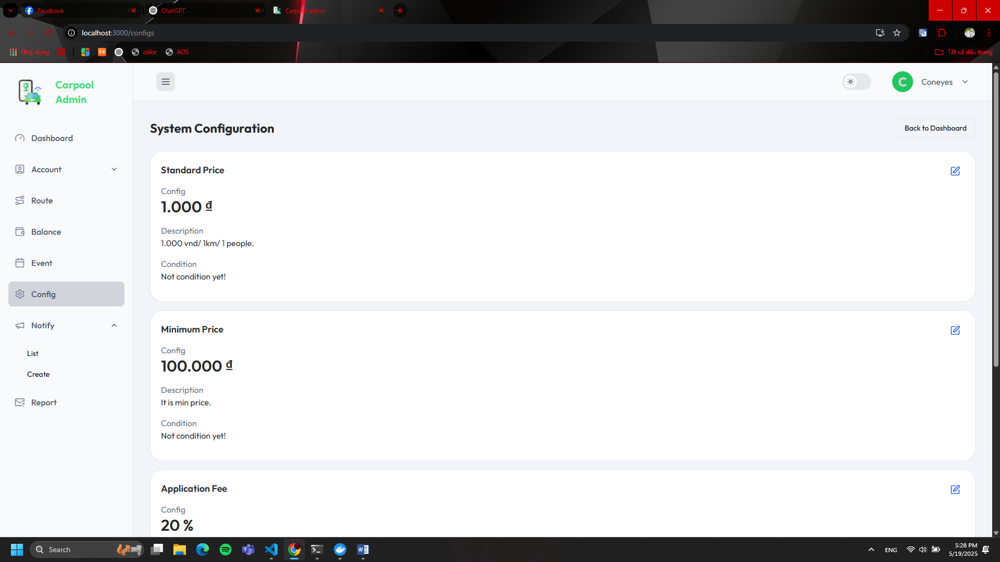 Facebook
ChatGPT
Carpool admin
localhost:3000/configs
Ứng dụng
F8
color
AOS
Tất cả dấu trang
Carpool
Admin
C
Coneyes
Dashboard
Account
Route
Balance
Event
Config
Notify
List
Create
Report
System Configuration
Back to Dashboard
Standard Price
Config
1.000 ₫
Description
1.000 vnd/ 1km/ 1 people.
Condition
Not condition yet!
Minimum Price
Config
100.000 ₫
Description
It is min price.
Condition
Not condition yet!
Application Fee
Config
20 %
Search
ENG
5:28 PM
5/19/2025